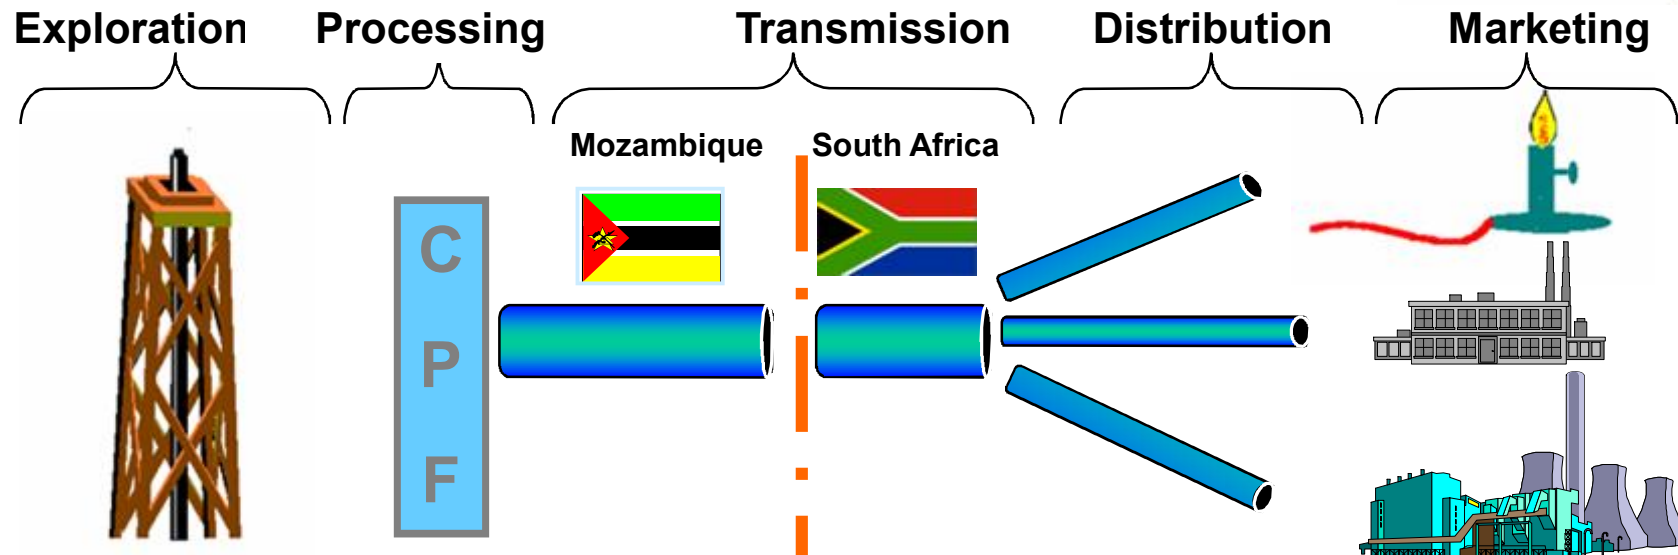 Exploration Processing Transmission Distribution Marketing
Mozambique South Africa
C
P
F